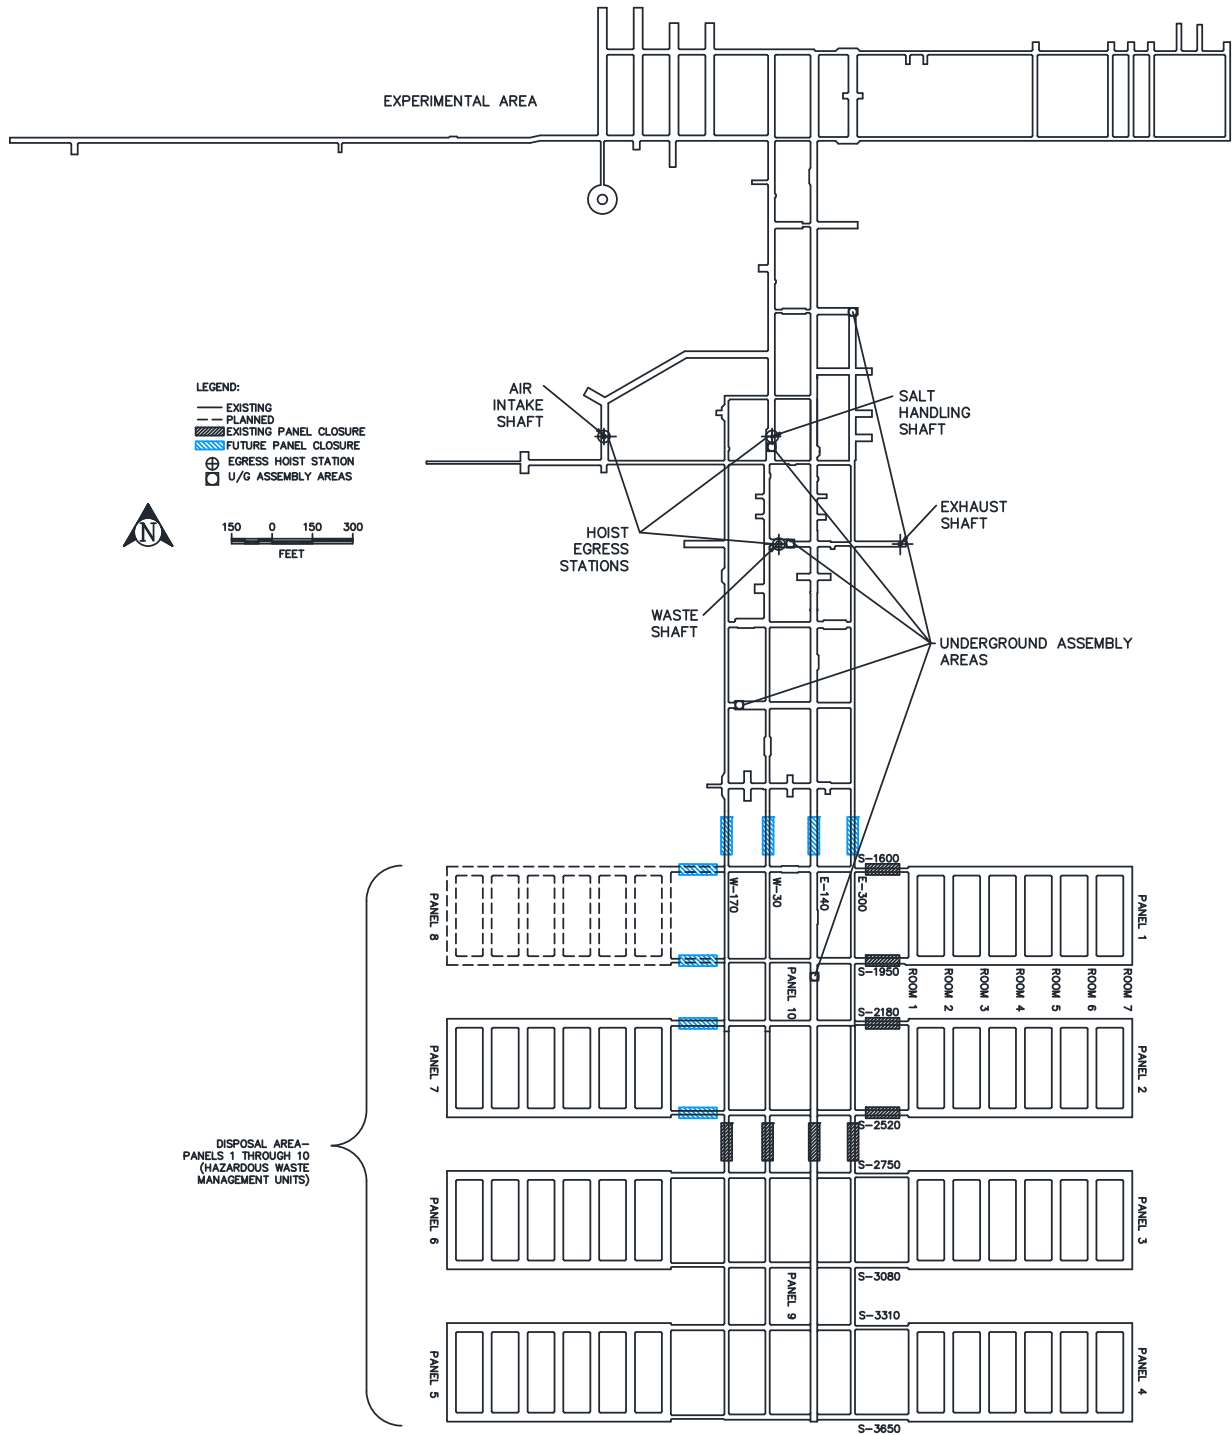 EXPERIMENTAL AREA
LEGEND:
EXISTING
PLANNED
EXISTING PANEL CLOSURE
FUTURE PANEL CLOSURE
EGRESS HOIST STATION
U/G ASSEMBLY AREAS
N
150 0 150 300
FEET
AIR
INTAKE
SHAFT
SALT
HANDLING
SHAFT
HOIST
EGRESS
STATIONS
EXHAUST
SHAFT
WASTE
SHAFT
UNDERGROUND ASSEMBLY
AREAS
S-1600
W-170
W-30
E-140
E-300
PANEL 8
PANEL 1
S-1950
PANEL 10
ROOM 1
ROOM 2
ROOM 3
ROOM 4
ROOM 5
ROOM 6
ROOM 7
S-2180
PANEL 7
PANEL 2
S-2520
DISPOSAL AREA-
PANELS 1 THROUGH 10
(HAZARDOUS WASTE
MANAGEMENT UNITS)
S-2750
PANEL 6
PANEL 3
S-3080
PANEL 9
S-3310
PANEL 5
PANEL 4
S-3650